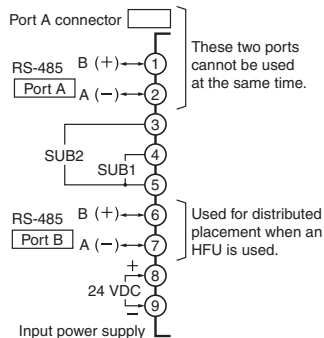 Port A connector
These two ports
cannot be used
at the same time.
RS-485
Port A
B (+)
1
A (−)
2
3
SUB2
4
SUB1
5
RS-485
Port B
B (+)
6
A (−)
7
Used for distributed
placement when an
HFU is used.
+
8
24 VDC
−
9
Input power supply